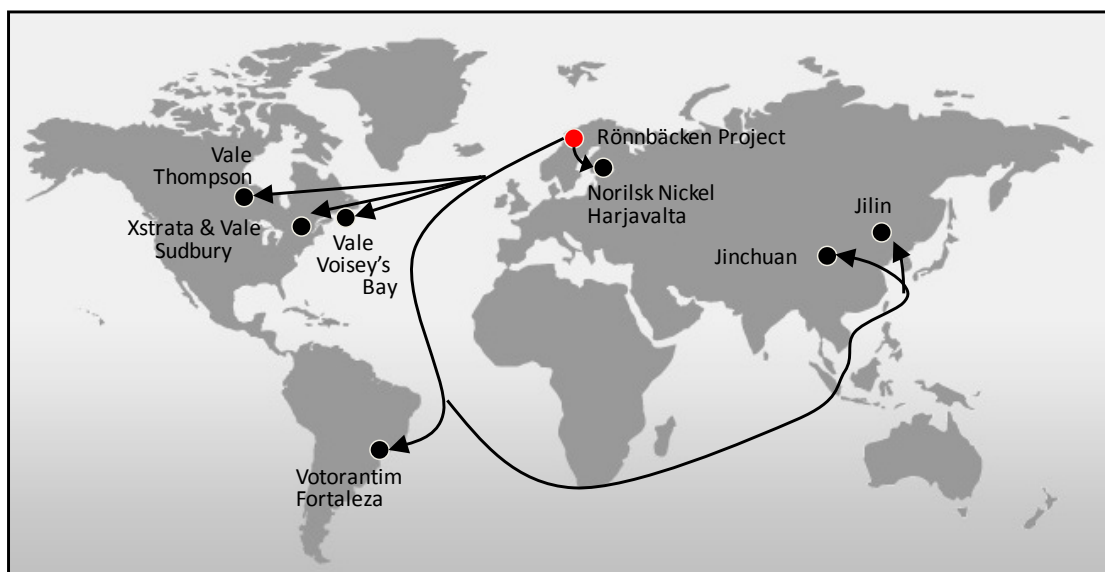 Rönnbäcken Project
Vale
Thompson
Norilsk Nickel
Harjavalta
Xstrata & Vale
Sudbury
Vale
Voisey's
Bay
Jilin
Jinchuan
Votorantim
Fortaleza